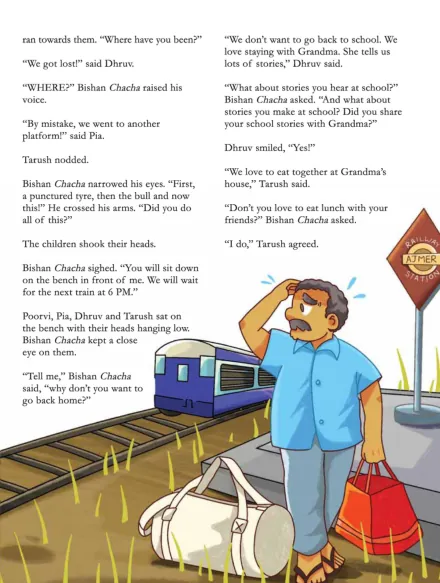 ran towards them. “Where have you been?”
“We got lost!” said Dhruv.
“WHERE?” Bishan Chacha raised his
voice.
“By mistake, we went to another
platform!” said Pia.
Tarush nodded.
Bishan Chacha narrowed his eyes. “First,
a punctured tyre, then the bull and now
this!” He crossed his arms. “Did you do
all of this?”
The children shook their heads.
Bishan Chacha sighed. “You will sit down
on the bench in front of me. We will wait
for the next train at 6 PM.”
Poorvi, Pia, Dhruv and Tarush sat on
the bench with their heads hanging low.
Bishan Chacha kept a close
eye on them.
“Tell me,” Bishan Chacha
said, “why don’t you want to
go back home?”
“We don’t want to go back to school. We
love staying with Grandma. She tells us
lots of stories,” Dhruv said.
“What about stories you hear at school?”
Bishan Chacha asked. “And what about
stories you make at school? Did you share
your school stories with Grandma?”
Dhruv smiled, “Yes!”
“We love to eat together at Grandma’s
house,” Tarush said.
“Don’t you love to eat lunch with your
friends?” Bishan Chacha asked.
“I do,” Tarush agreed.
RAILWAY
AJMER
STATION